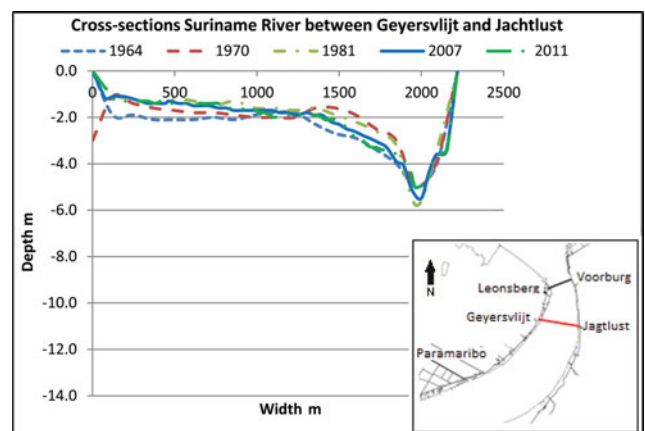 Cross-sections Suriname River between Geyersvlijt and Jachtlust
1964 1970 1981 2007 2011
0.0
0 500 1000 1500 2000 2500
-2.0
-4.0
-6.0
-8.0
-10.0
-12.0
-14.0
Depth m
Width m
N
Leonsberg
Voorburg
Geyersvlijt
Jagtlust
Paramaribo